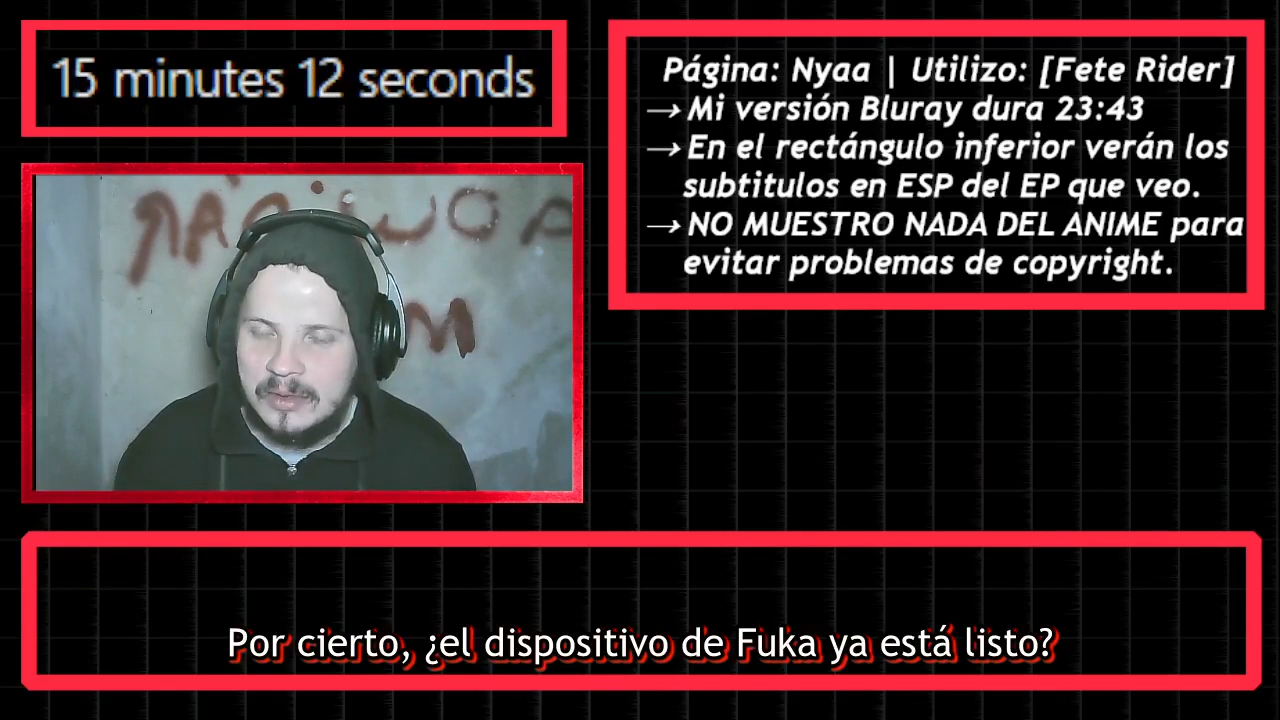 15 minutes 12 seconds
Página: Nyaa | Utilizo: [Fete Rider]
→ Mi versión Bluray dura 23:43
→ En el rectángulo inferior verán los
subtitulos en ESP del EP que veo.
→ NO MUESTRO NADA DEL ANIME para
evitar problemas de copyright.
Por cierto, ¿el dispositivo de Fuka ya está listo?